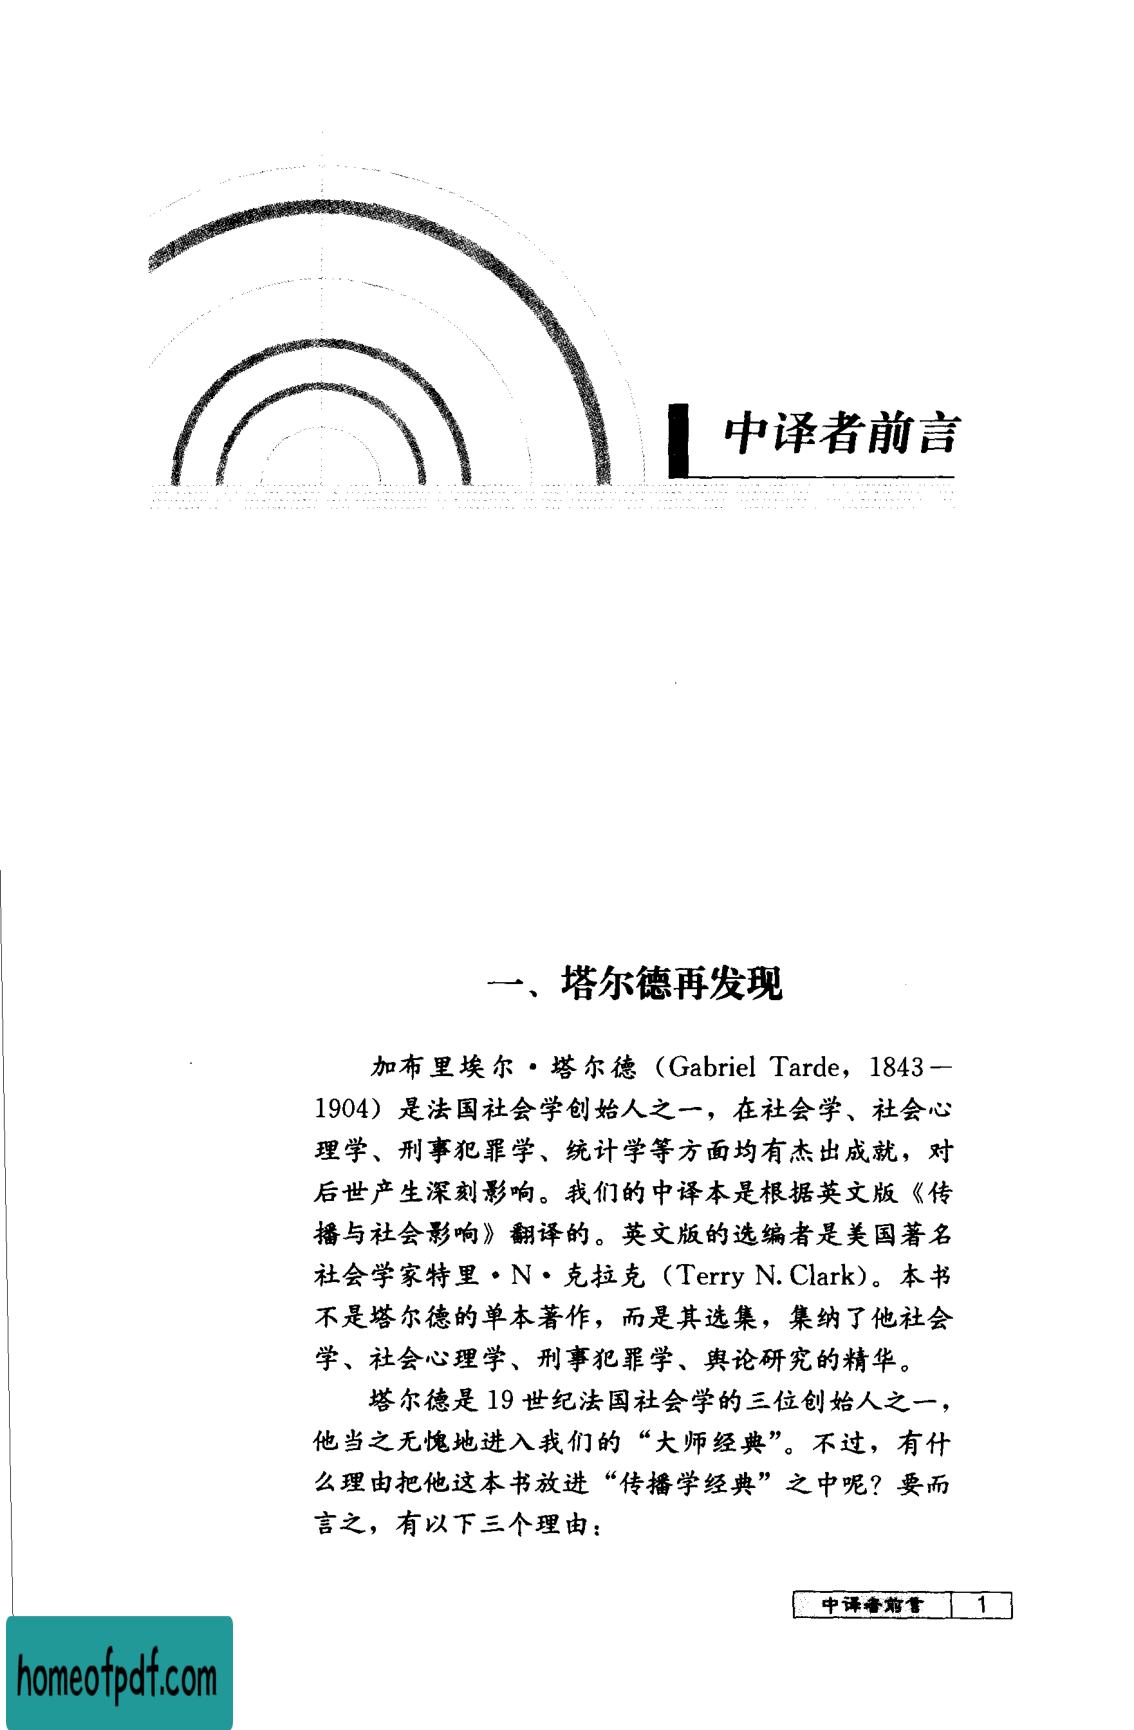 中译者前言
一、塔尔德再发现
加布里埃尔·塔尔德（Gabriel Tarde，1843—
1904）是法国社会学创始人之一，在社会学、社会心
理学、刑事犯罪学、统计学等方面均有杰出成就，对
后世产生深刻影响。我们的中译本是根据英文版《传
播与社会影响》翻译的。英文版的选编者是美国著名
社会学家特里·N·克拉克（Terry N. Clark）。本书
不是塔尔德的单本著作，而是其选集，集纳了他社会
学、社会心理学、刑事犯罪学、舆论研究的精华。
塔尔德是 19 世纪法国社会学的三位创始人之一，
他当之无愧地进入我们的“大师经典”。不过，有什
么理由把他这本书放进“传播学经典”之中呢？要而
言之，有以下三个理由：
中译者前言 1
homeofpdf.com